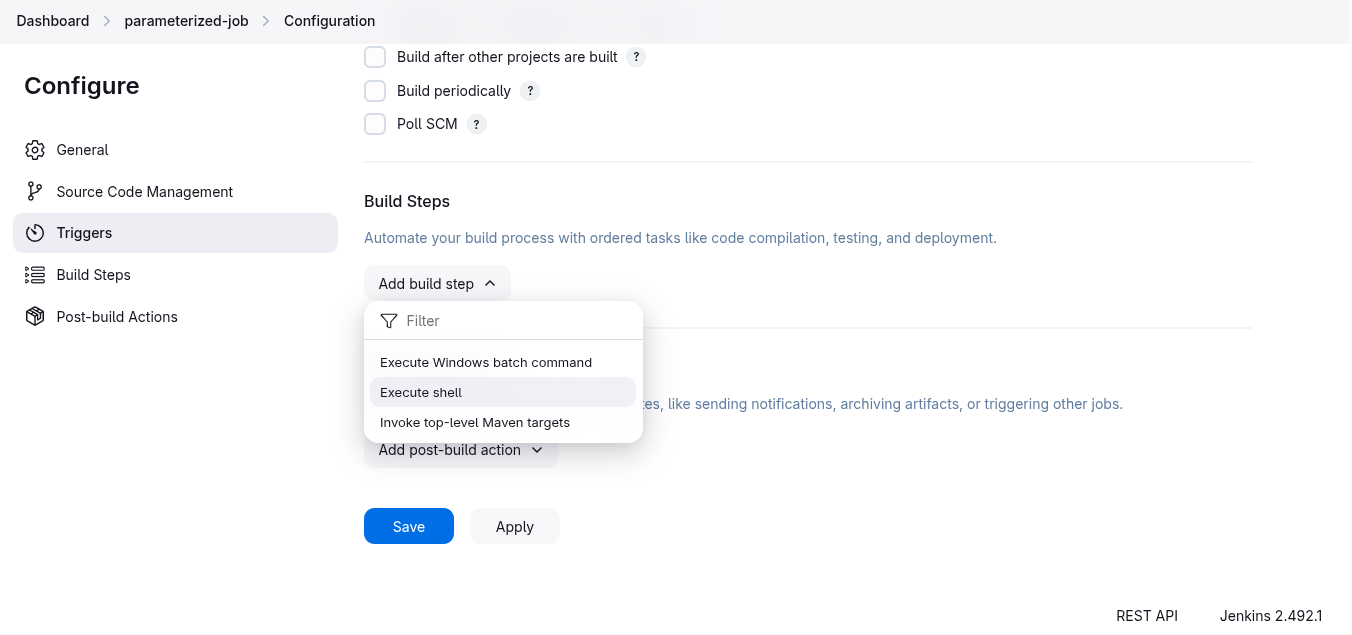 Dashboard > parameterized-job > Configuration
Configure
General
Source Code Management
Triggers
Build Steps
Post-build Actions
Build after other projects are built ?
Build periodically ?
Poll SCM ?
Build Steps
Automate your build process with ordered tasks like code compilation, testing, and deployment.
Add build step
Filter
Execute Windows batch command
Execute shell
Invoke top-level Maven targets
like sending notifications, archiving artifacts, or triggering other jobs.
Add post-build action
Save
Apply
REST API
Jenkins 2.492.1